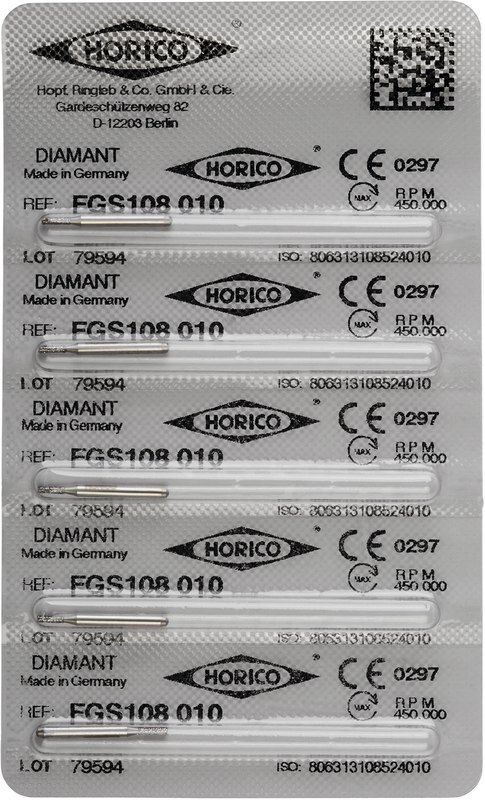 HORICO ®
Hopf, Ringleb & Co. GmbH & Cie.
Gardeschützenweg 82
D-12203 Berlin
DIAMANT HORICO ® CE 0297
Made in Germany
REF: FGS108 010 MAX RPM 450.000
LOT 79594 ISO: 806313108524010
DIAMANT HORICO ® CE 0297
Made in Germany
REF: FGS108 010 MAX RPM 450.000
LOT 79594 ISO: 806313108524010
DIAMANT HORICO ® CE 0297
Made in Germany
REF: FGS108 010 MAX RPM 450.000
LOT 79594 ISO: 806313108524010
DIAMANT HORICO ® CE 0297
Made in Germany
REF: FGS108 010 MAX RPM 450.000
LOT 79594 ISO: 806313108524010
DIAMANT HORICO ® CE 0297
Made in Germany
REF: FGS108 010 MAX RPM 450.000
LOT 79594 ISO: 806313108524010